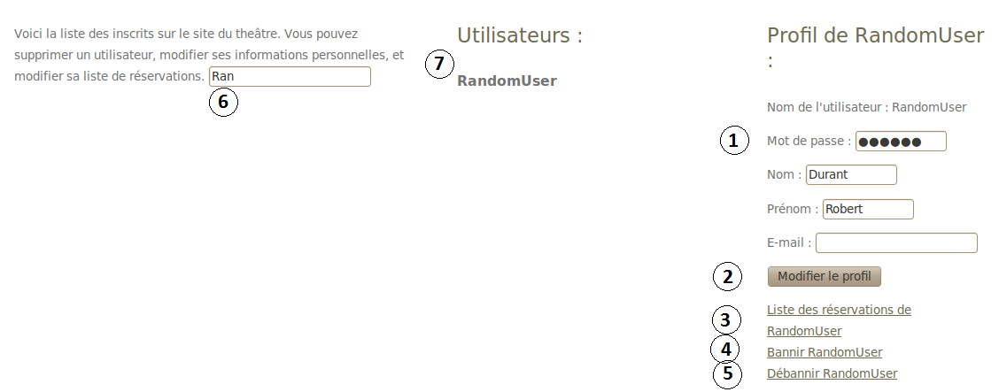 Voici la liste des inscrits sur le site du theâtre. Vous pouvez
supprimer un utilisateur, modifier ses informations personnelles, et
modifier sa liste de réservations. Ran
6
Utilisateurs :
7
RandomUser
Profil de RandomUser
:
Nom de l'utilisateur : RandomUser
1
Mot de passe : ●●●●●●
Nom : Durant
Prénom : Robert
E-mail :
2
Modifier le profil
3
Liste des réservations de
RandomUser
4
Bannir RandomUser
5
Débannir RandomUser